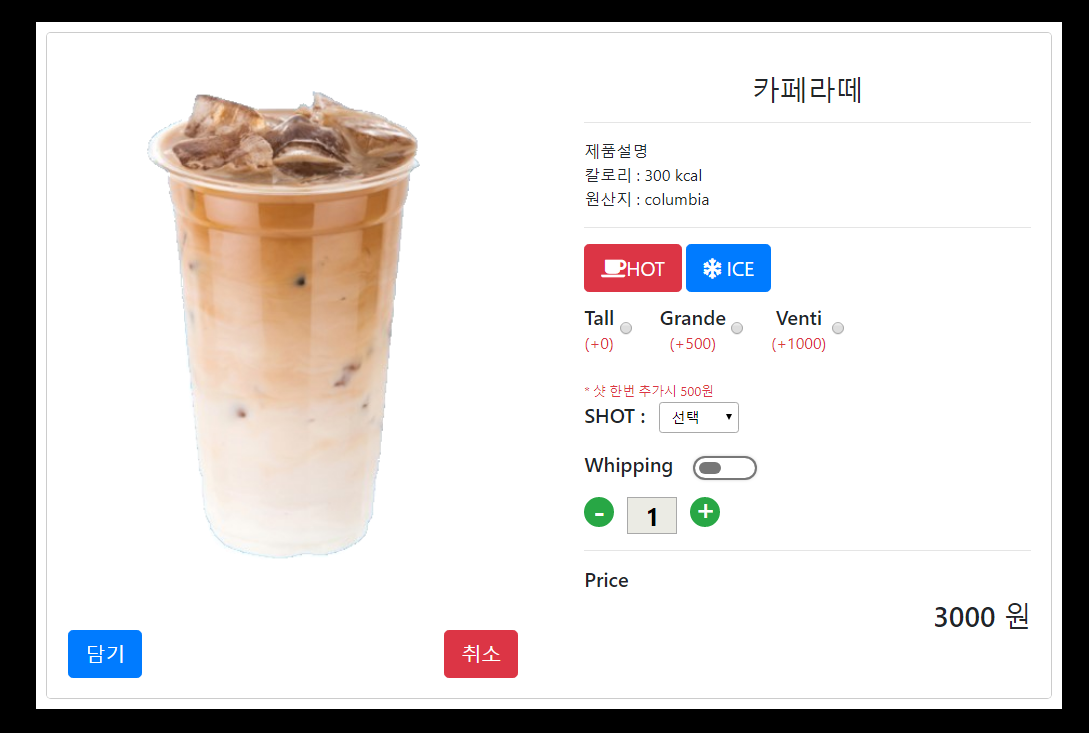 카페라떼
제품설명
칼로리 : 300 kcal
원산지 : columbia
HOT ICE
Tall Grande Venti
(+0) (+500) (+1000)
* 샷 한번 추가시 500원
SHOT : 선택
Whipping
- 1 +
Price
3000 원
담기 취소